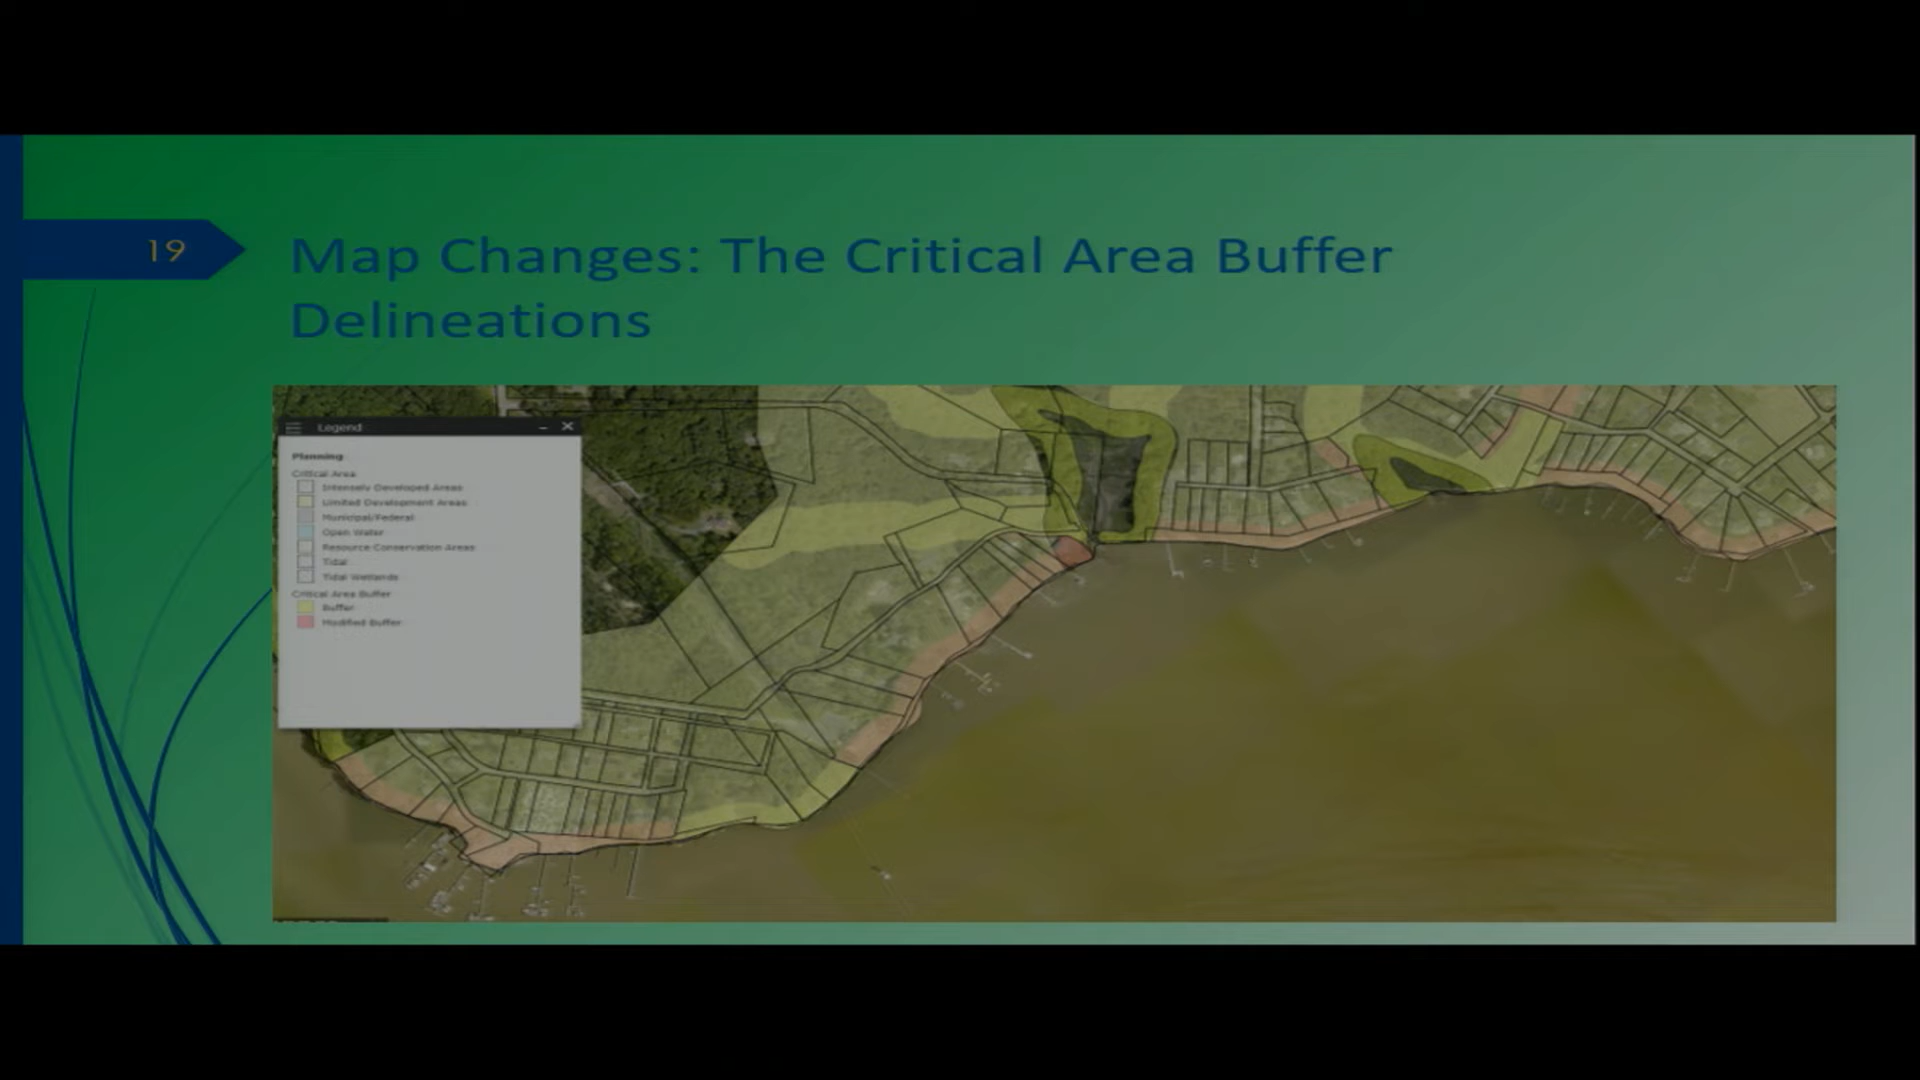 19
Map Changes: The Critical Area Buffer
Delineations
Legend
Planning
Critical Area
Intensely Developed Areas
Limited Development Areas
Municipal/Federal
Open Water
Resource Conservation Areas
Tidal
Tidal Wetlands
Critical Area Buffer
Buffer
Modified Buffer